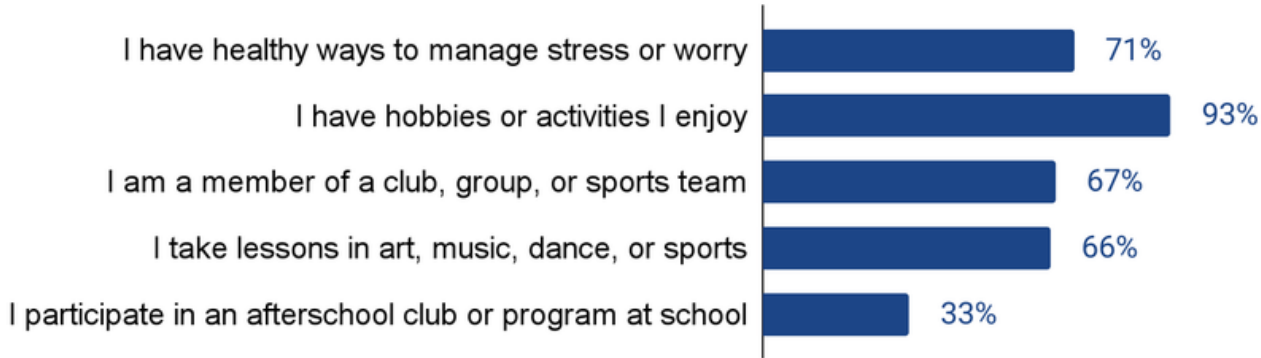 I have healthy ways to manage stress or worry 71%
I have hobbies or activities I enjoy 93%
I am a member of a club, group, or sports team 67%
I take lessons in art, music, dance, or sports 66%
I participate in an afterschool club or program at school 33%